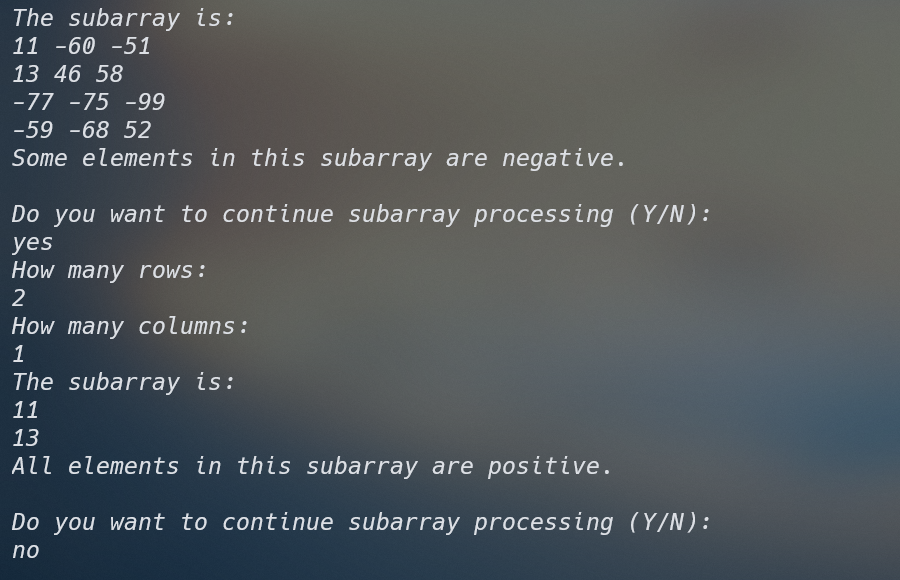 The subarray is:
11 -60 -51
13 46 58
-77 -75 -99
-59 -68 52
Some elements in this subarray are negative.

Do you want to continue subarray processing (Y/N):
yes
How many rows:
2
How many columns:
1
The subarray is:
11
13
All elements in this subarray are positive.

Do you want to continue subarray processing (Y/N):
no